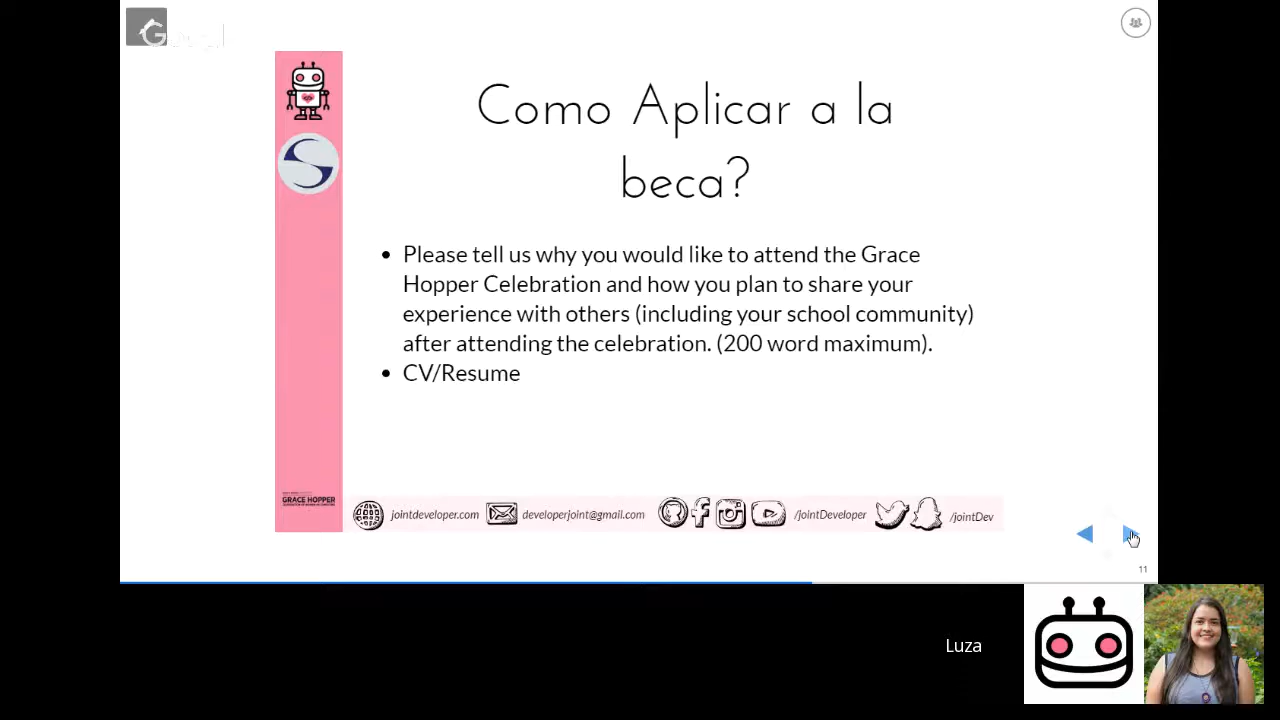 Como Aplicar a la
beca?
Please tell us why you would like to attend the Grace
Hopper Celebration and how you plan to share your
experience with others (including your school community)
after attending the celebration. (200 word maximum).
CV/Resume
GRACE HOPPER
jointdeveloper.com
developerjoint@gmail.com
/jointDeveloper
/jointDev
11
Luza